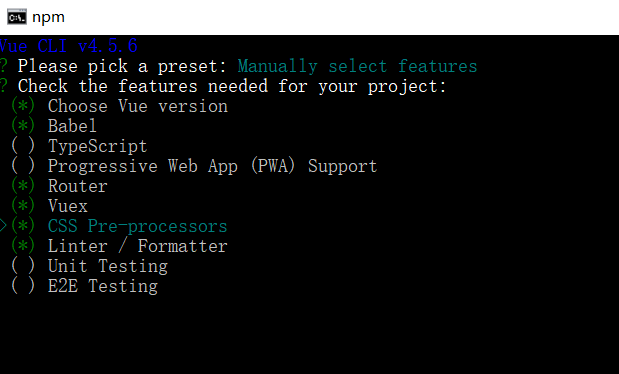 npm
Vue CLI v4.5.6
? Please pick a preset: Manually select features
? Check the features needed for your project:
(*) Choose Vue version
(*) Babel
( ) TypeScript
( ) Progressive Web App (PWA) Support
(*) Router
(*) Vuex
>(*) CSS Pre-processors
(*) Linter / Formatter
( ) Unit Testing
( ) E2E Testing